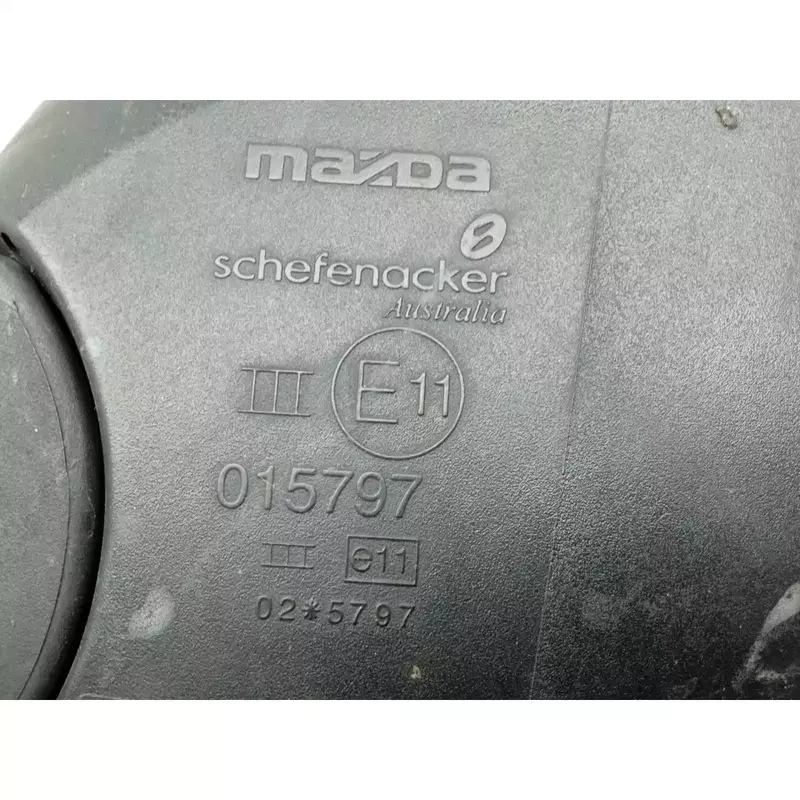 mazda
schefenacker
Australia
III E11
015797
III e11
02*5797